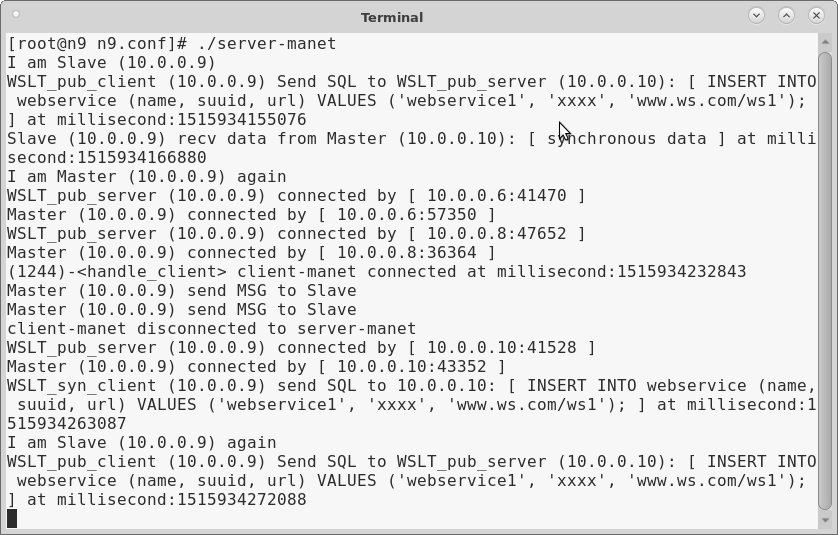 Terminal
[root@n9 n9.conf]# ./server-manet
I am Slave (10.0.0.9)
WSLT_pub_client (10.0.0.9) Send SQL to WSLT_pub_server (10.0.0.10): [ INSERT INTO
 webservice (name, suuid, url) VALUES ('webservice1', 'xxxx', 'www.ws.com/ws1');
] at millisecond:1515934155076
Slave (10.0.0.9) recv data from Master (10.0.0.10): [ synchronous data ] at milli
second:1515934166880
I am Master (10.0.0.9) again
WSLT_pub_server (10.0.0.9) connected by [ 10.0.0.6:41470 ]
Master (10.0.0.9) connected by [ 10.0.0.6:57350 ]
WSLT_pub_server (10.0.0.9) connected by [ 10.0.0.8:47652 ]
Master (10.0.0.9) connected by [ 10.0.0.8:36364 ]
(1244)-<handle_client> client-manet connected at millisecond:1515934232843
Master (10.0.0.9) send MSG to Slave
Master (10.0.0.9) send MSG to Slave
client-manet disconnected to server-manet
WSLT_pub_server (10.0.0.9) connected by [ 10.0.0.10:41528 ]
Master (10.0.0.9) connected by [ 10.0.0.10:43352 ]
WSLT_syn_client (10.0.0.9) send SQL to 10.0.0.10: [ INSERT INTO webservice (name,
 suuid, url) VALUES ('webservice1', 'xxxx', 'www.ws.com/ws1'); ] at millisecond:1
515934263087
I am Slave (10.0.0.9) again
WSLT_pub_client (10.0.0.9) Send SQL to WSLT_pub_server (10.0.0.10): [ INSERT INTO
 webservice (name, suuid, url) VALUES ('webservice1', 'xxxx', 'www.ws.com/ws1');
] at millisecond:1515934272088